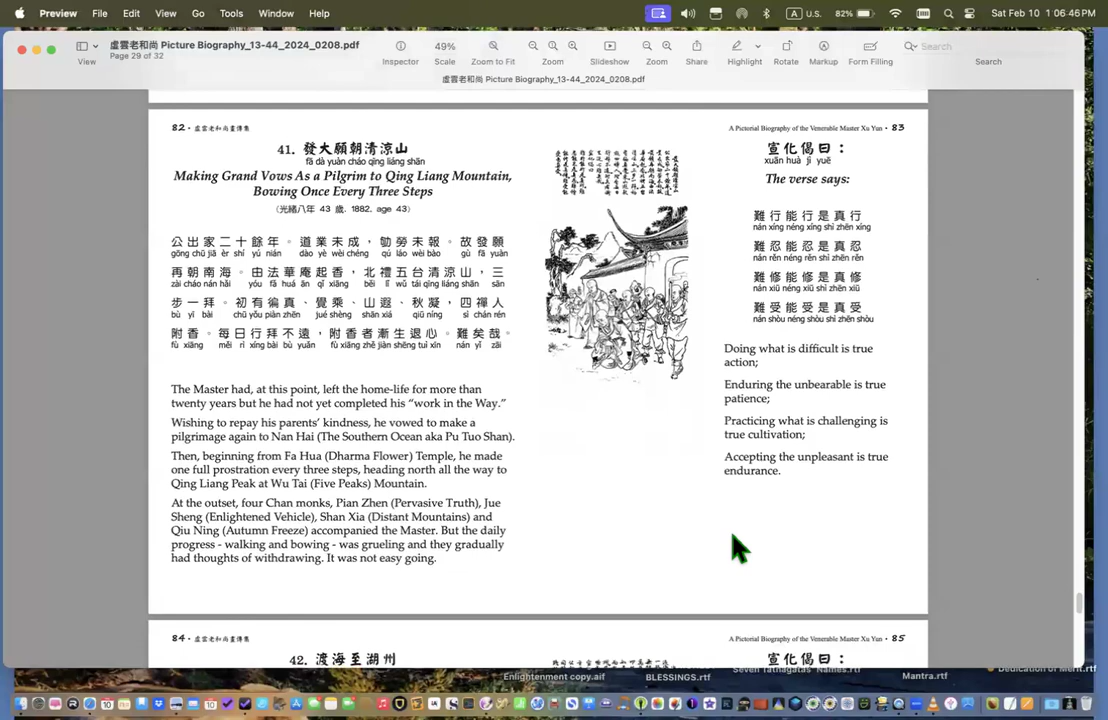 Preview File Edit View Go Tools Window Help
A U.S. 82% Sat Feb 10 1:06:46 PM
虛雲老和尚 Picture Biography_13-44_2024_0208.pdf
Page 29 of 32
49%
Search
View Inspector Scale Zoom to Fit Zoom Slideshow Zoom Share Highlight Rotate Markup Form Filling Search
虛雲老和尚 Picture Biography_13-44_2024_0208.pdf
82 • 虛雲老和尚畫傳集
41. 發大願朝清涼山
fā dà yuàn cháo qīng liáng shān
Making Grand Vows As a Pilgrim to Qing Liang Mountain,
Bowing Once Every Three Steps
(光緒八年 43 歲. 1882. age 43)
公出家二十餘年。道業未成，劬勞未報。故發願
gōng chū jiā èr shí yú nián dào yè wèi chéng qú láo wèi bào gù fā yuàn
再朝南海。由法華庵起香，北禮五台清涼山，三
zài cháo nán hǎi yóu fǎ huá ān qǐ xiāng běi lǐ wǔ tái qīng liáng shān sān
步一拜。初有徧真、覺乘、山遐、秋凝，四禪人
bù yī bài chū yǒu piàn zhēn jué shèng shān xiá qiū níng sì chán rén
附香。每日行拜不遠，附香者漸生退心。難矣哉。
fù xiāng měi rì xíng bài bù yuǎn fù xiāng zhě jiàn shēng tuì xīn nán yǐ zāi
The Master had, at this point, left the home-life for more than
twenty years but he had not yet completed his “work in the Way.”
Wishing to repay his parents’ kindness, he vowed to make a
pilgrimage again to Nan Hai (The Southern Ocean aka Pu Tuo Shan).
Then, beginning from Fa Hua (Dharma Flower) Temple, he made
one full prostration every three steps, heading north all the way to
Qing Liang Peak at Wu Tai (Five Peaks) Mountain.
At the outset, four Chan monks, Pian Zhen (Pervasive Truth), Jue
Sheng (Enlightened Vehicle), Shan Xia (Distant Mountains) and
Qiu Ning (Autumn Freeze) accompanied the Master. But the daily
progress - walking and bowing - was grueling and they gradually
had thoughts of withdrawing. It was not easy going.
A Pictorial Biography of the Venerable Master Xu Yun • 83
宣化偈曰：
xuān huà jì yuē
The verse says:
難行能行是真行
nán xíng néng xíng shì zhēn xíng
難忍能忍是真忍
nán rěn néng rěn shì zhēn rěn
難修能修是真修
nán xiū néng xiū shì zhēn xiū
難受能受是真受
nán shòu néng shòu shì zhēn shòu
Doing what is difficult is true
action;
Enduring the unbearable is true
patience;
Practicing what is challenging is
true cultivation;
Accepting the unpleasant is true
endurance.
84 • 虛雲老和尚畫傳集
42. 渡海至湖州
A Pictorial Biography of the Venerable Master Xu Yun • 85
宣化偈曰：
Enlightenment copy.aif
BLESSINGS.rtf
Seven Tathagatas' Names.rtf
Mantra.rtf
Dedication of Merit.rtf